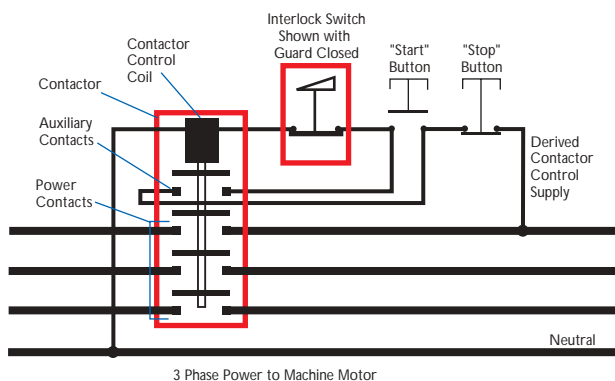 Interlock Switch
Shown with
Guard Closed
Contactor
Control
Coil
"Start"
Button
"Stop"
Button
Contactor
Auxiliary
Contacts
Derived
Contactor
Control
Supply
Power
Contacts
Neutral
3 Phase Power to Machine Motor